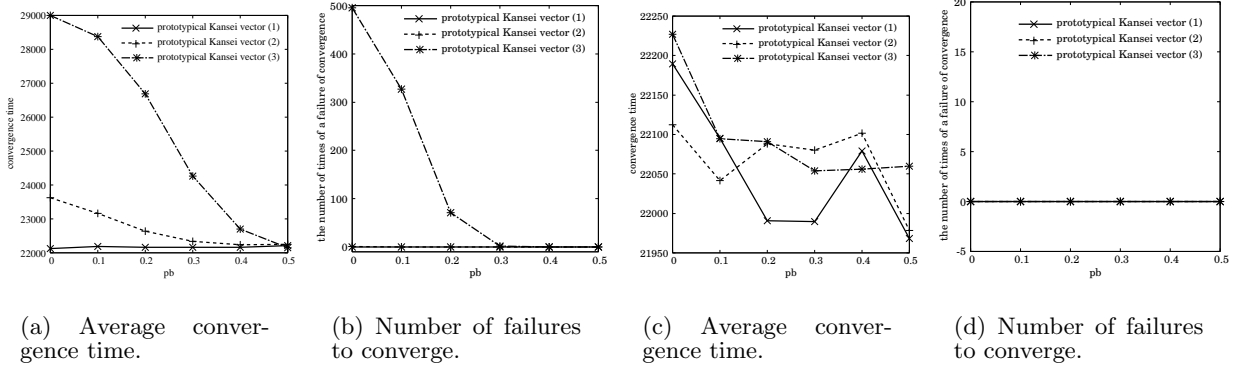 29000
28000
27000
26000
25000
24000
23000
22000
convergence time
0
0.1
0.2
0.3
0.4
0.5
pb
prototypical Kansei vector (1)
prototypical Kansei vector (2)
prototypical Kansei vector (3)
(a) Average conver-
gence time.
500
400
300
200
100
0
the number of times of a failure of convergence
0
0.1
0.2
0.3
0.4
0.5
pb
prototypical Kansei vector (1)
prototypical Kansei vector (2)
prototypical Kansei vector (3)
(b) Number of failures
to converge.
22250
22200
22150
22100
22050
22000
21950
convergence time
0
0.1
0.2
0.3
0.4
0.5
pb
prototypical Kansei vector (1)
prototypical Kansei vector (2)
prototypical Kansei vector (3)
(c) Average conver-
gence time.
20
15
10
5
0
-5
the number of times of a failure of convergence
0
0.1
0.2
0.3
0.4
0.5
pb
prototypical Kansei vector (1)
prototypical Kansei vector (2)
prototypical Kansei vector (3)
(d) Number of failures
to converge.